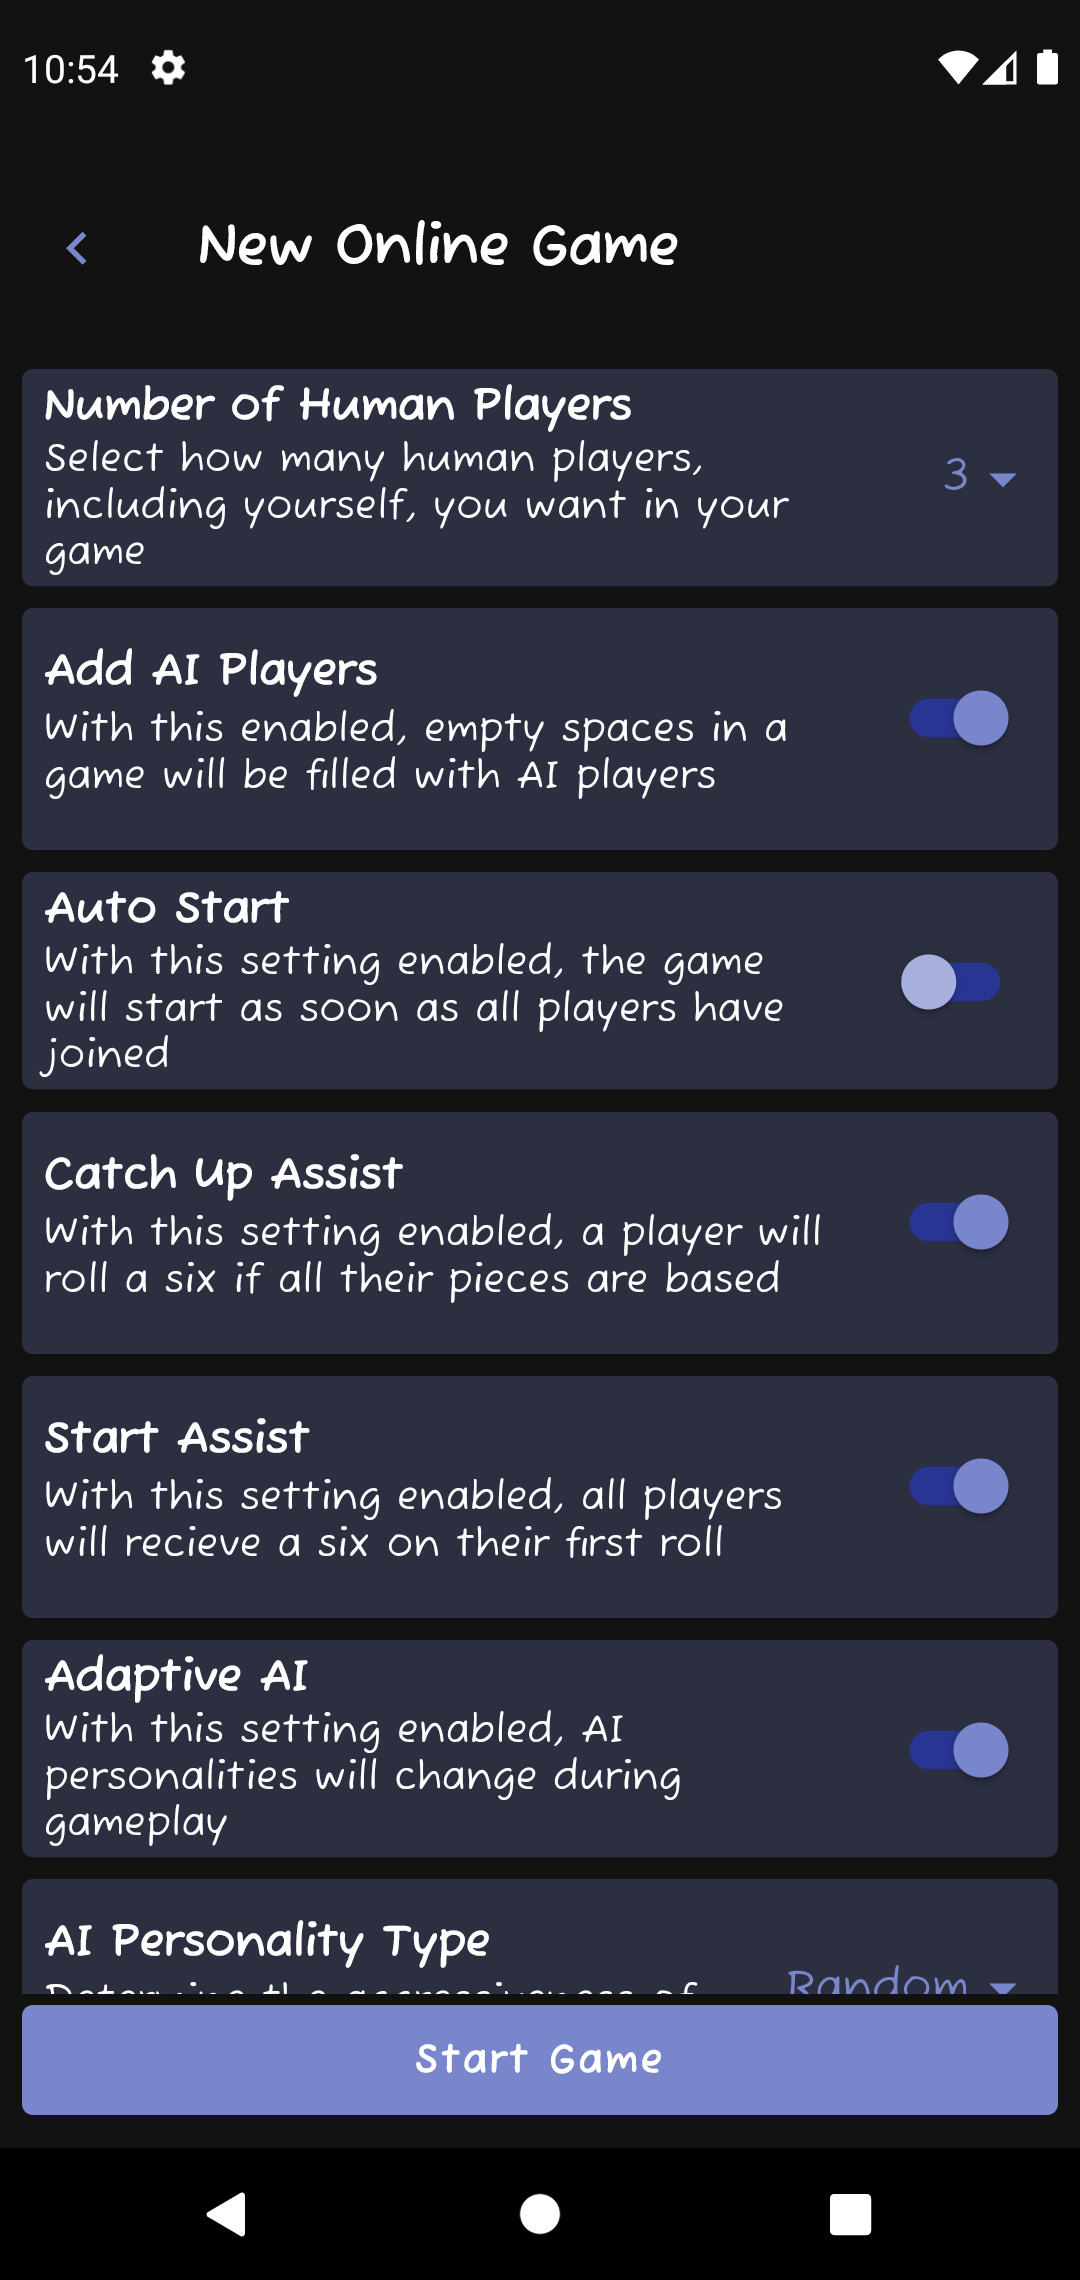 10:54
New Online Game
Number of Human Players
Select how many human players,
including yourself, you want in your
game
3
Add AI Players
With this enabled, empty spaces in a
game will be filled with AI players
Auto Start
With this setting enabled, the game
will start as soon as all players have
joined
Catch Up Assist
With this setting enabled, a player will
roll a six if all their pieces are based
Start Assist
With this setting enabled, all players
will recieve a six on their first roll
Adaptive AI
With this setting enabled, AI
personalities will change during
gameplay
AI Personality Type
Determine the aggressiveness of
Random
Start Game